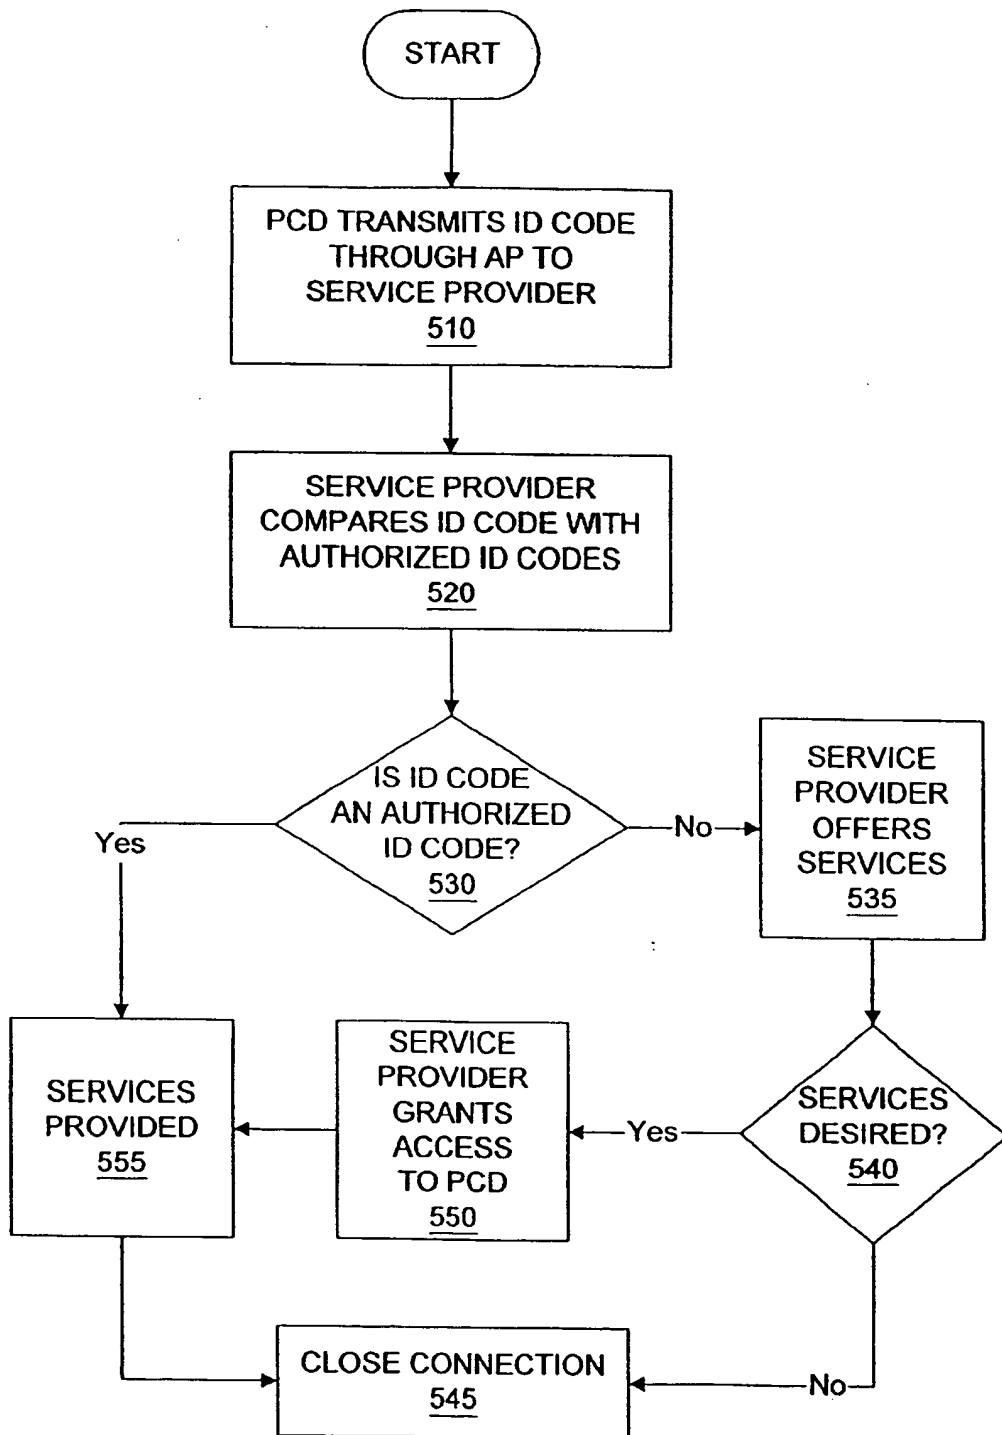 START
PCD TRANSMITS ID CODE
THROUGH AP TO
SERVICE PROVIDER
510
SERVICE PROVIDER
COMPARES ID CODE WITH
AUTHORIZED ID CODES
520
IS ID CODE
AN AUTHORIZED
ID CODE?
530
Yes
No
SERVICE
PROVIDER
OFFERS
SERVICES
535
SERVICES
DESIRED?
540
Yes
SERVICE
PROVIDER
GRANTS
ACCESS
TO PCD
550
SERVICES
PROVIDED
555
No
CLOSE CONNECTION
545